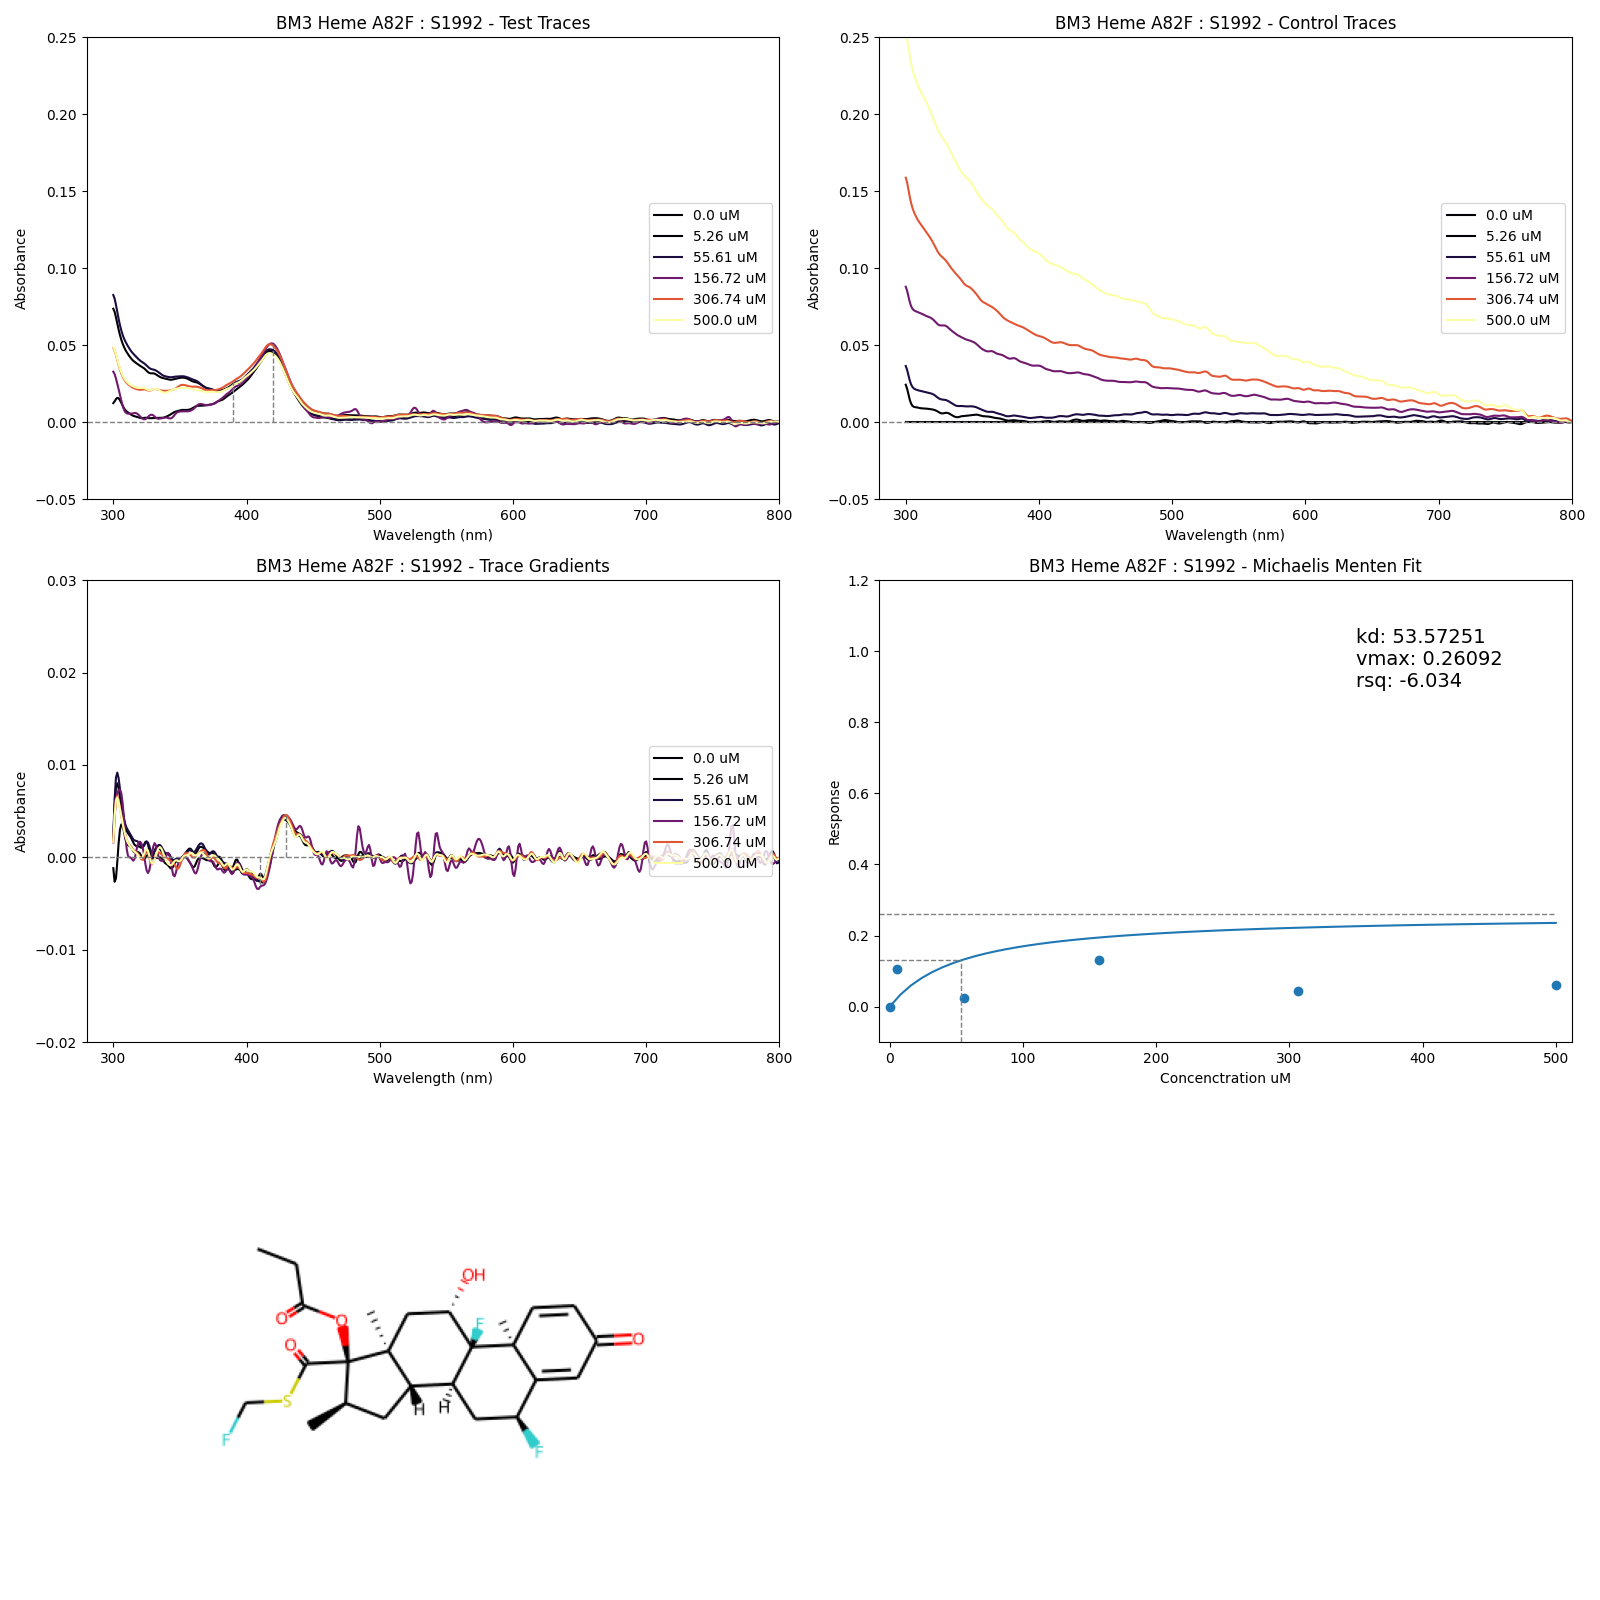 BM3 Heme A82F : S1992 - Test Traces
Absorbance
0.25
0.20
0.15
0.10
0.05
0.00
−0.05
300 400 500 600 700 800
Wavelength (nm)
0.0 uM
5.26 uM
55.61 uM
156.72 uM
306.74 uM
500.0 uM
BM3 Heme A82F : S1992 - Control Traces
Absorbance
0.25
0.20
0.15
0.10
0.05
0.00
−0.05
300 400 500 600 700 800
Wavelength (nm)
0.0 uM
5.26 uM
55.61 uM
156.72 uM
306.74 uM
500.0 uM
BM3 Heme A82F : S1992 - Trace Gradients
Absorbance
0.03
0.02
0.01
0.00
−0.01
−0.02
300 400 500 600 700 800
Wavelength (nm)
0.0 uM
5.26 uM
55.61 uM
156.72 uM
306.74 uM
500.0 uM
BM3 Heme A82F : S1992 - Michaelis Menten Fit
Response
1.2
1.0
0.8
0.6
0.4
0.2
0.0
0 100 200 300 400 500
Concenctration uM
kd: 53.57251
vmax: 0.26092
rsq: -6.034
OH
O
O
F
O
O
S
H
H
F
F